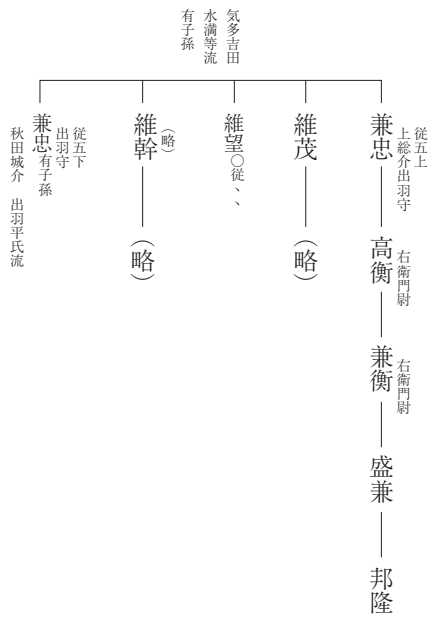 従五上
上総介出羽守
兼忠
右衛門尉
高衡
右衛門尉
兼衡
盛兼
邦隆
維茂
（略）
気多吉田
水満等流
有子孫
維望〇従、、
（略）
維幹
（略）
従五下
出羽守
兼忠有子孫
秋田城介 出羽平氏流